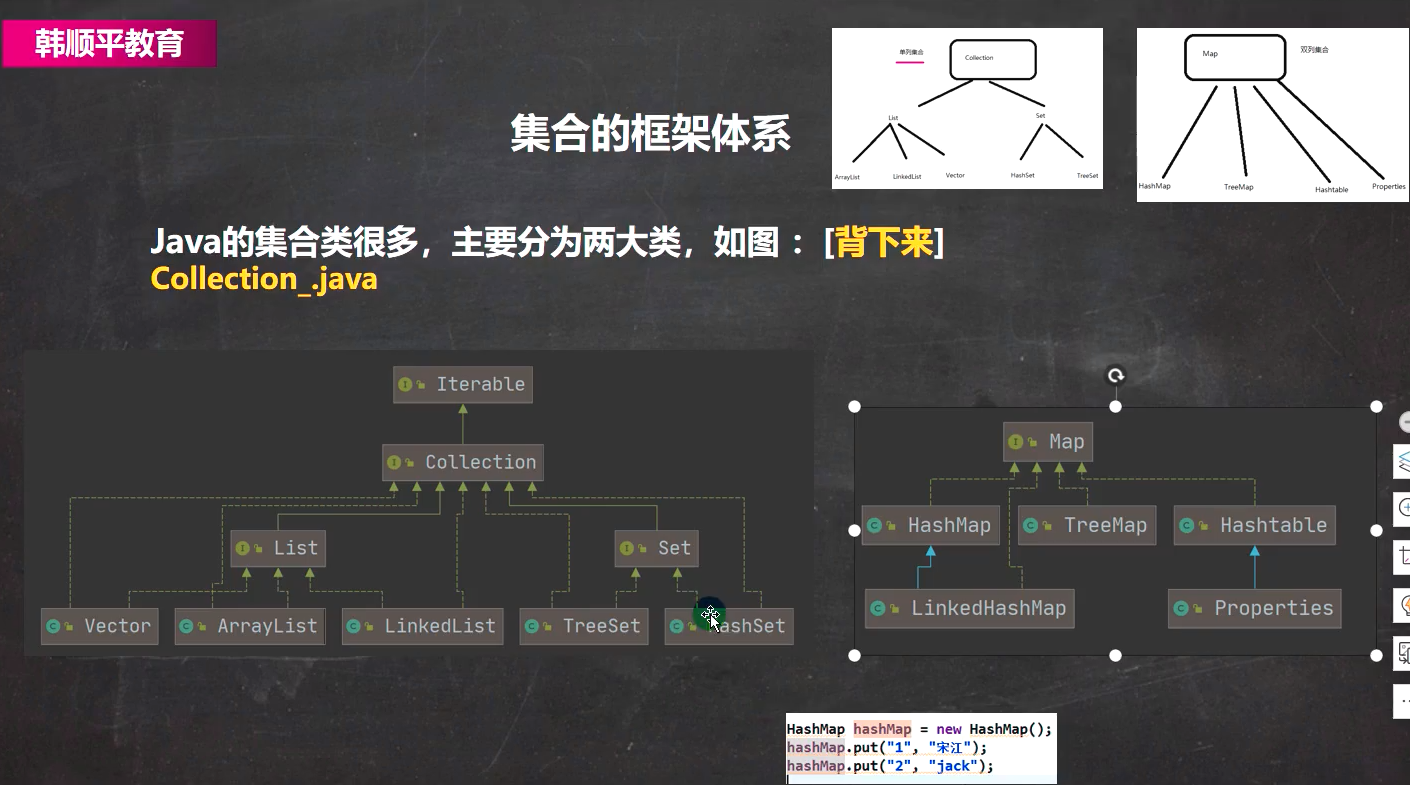 韩顺平教育
单列集合
Collection
List
Set
ArrayList
LinkedList
Vector
HashSet
TreeSet
Map
双列集合
HashMap
TreeMap
Hashtable
Properties
集合的框架体系
Java的集合类很多，主要分为两大类，如图 ：[背下来]
Collection_.java
Iterable
Collection
List
Set
Vector
ArrayList
LinkedList
TreeSet
HashSet
Map
HashMap
TreeMap
Hashtable
LinkedHashMap
Properties
HashMap hashMap = new HashMap();
hashMap.put("1", "宋江");
hashMap.put("2", "jack");